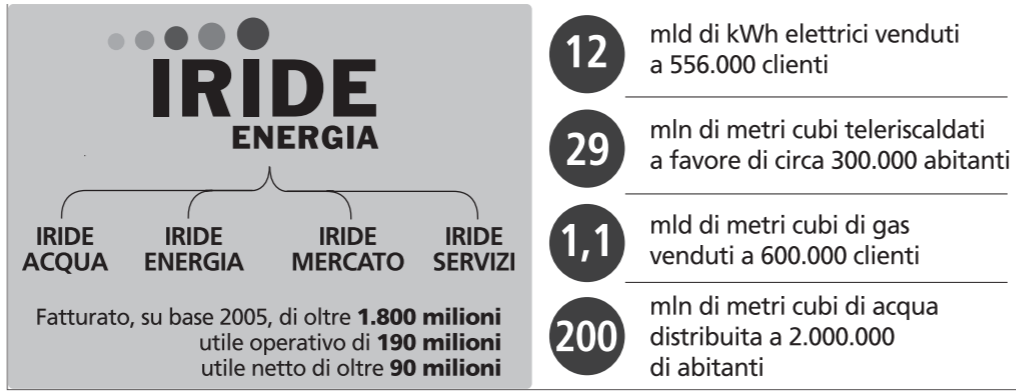 IRIDE
ENERGIA
IRIDE
ACQUA
IRIDE
ENERGIA
IRIDE
MERCATO
IRIDE
SERVIZI
Fatturato, su base 2005, di oltre 1.800 milioni
utile operativo di 190 milioni
utile netto di oltre 90 milioni
12
mld di kWh elettrici venduti
a 556.000 clienti
29
mln di metri cubi teleriscaldati
a favore di circa 300.000 abitanti
1,1
mld di metri cubi di gas
venduti a 600.000 clienti
200
mln di metri cubi di acqua
distribuita a 2.000.000
di abitanti